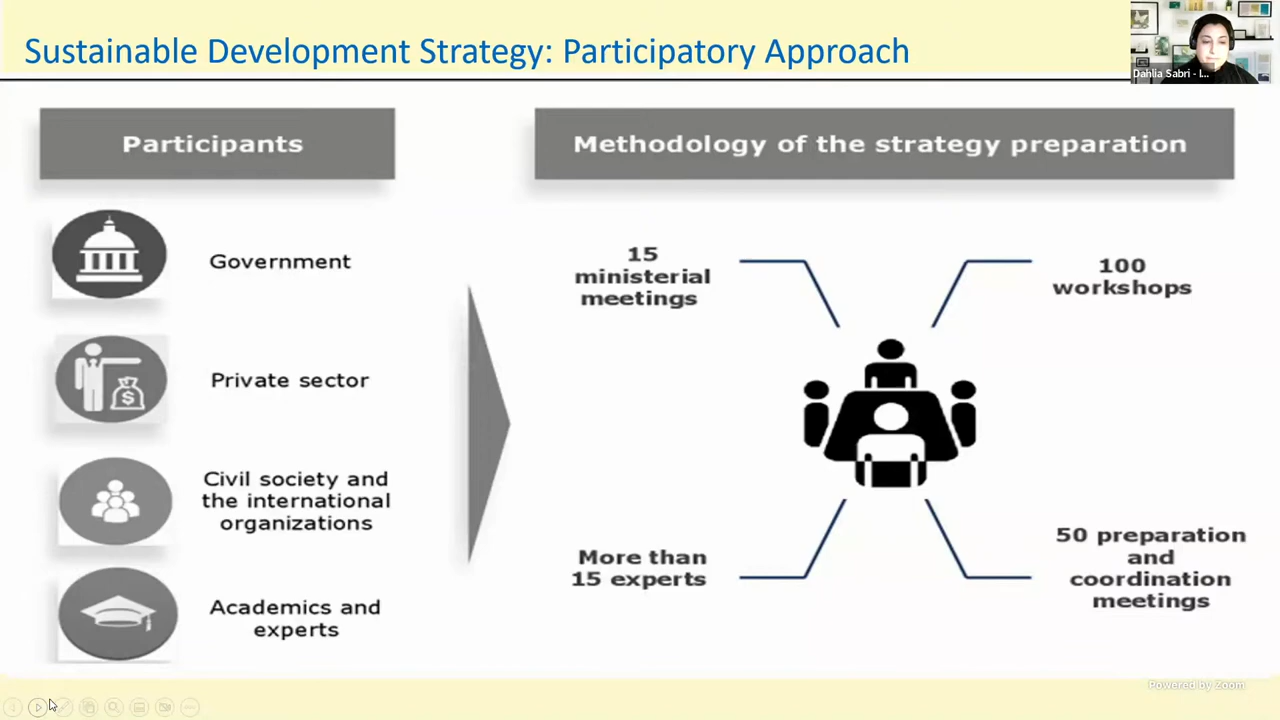 Sustainable Development Strategy: Participatory Approach
Dahlia Sabri - I...
Participants
Methodology of the strategy preparation
Government
Private sector
Civil society and
the international
organizations
Academics and
experts
15
ministerial
meetings
100
workshops
More than
15 experts
50 preparation
and
coordination
meetings
$
Powered by Zoom